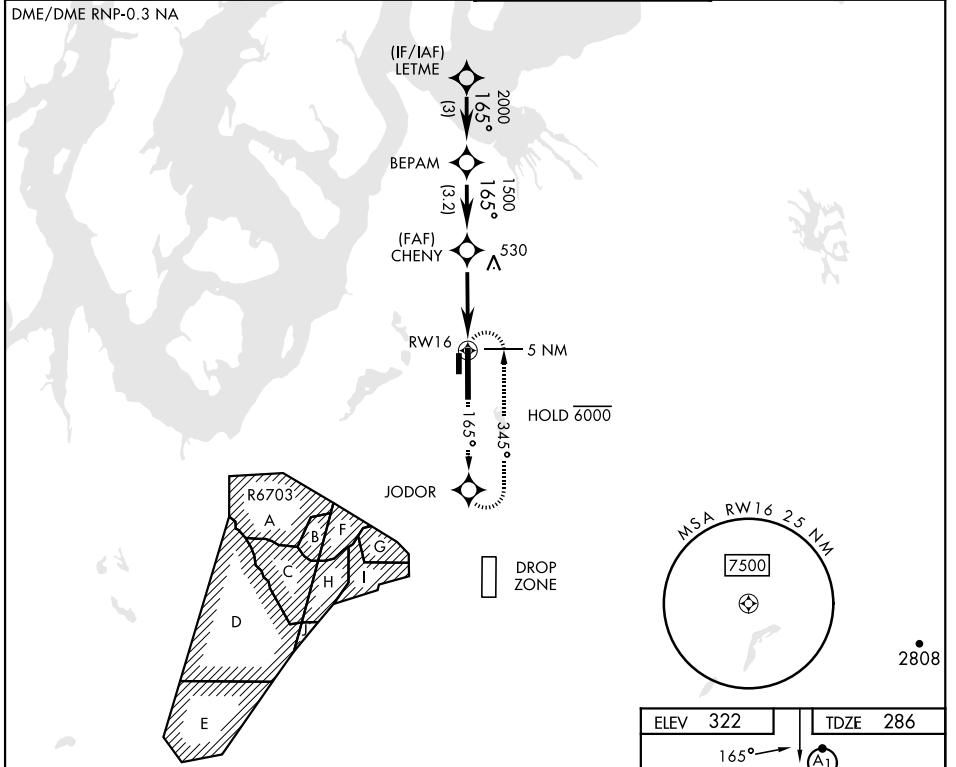 DME/DME RNP-0.3 NA
(IF/IAF)
LETME
2000
165°
(3)
BEPAM
1500
165°
(3.2)
(FAF)
CHENY
530
RW16
5 NM
HOLD 6000
165°
345°
JODOR
R6703
A
B
F
G
C
H
I
D
J
E
DROP
ZONE
MSA RW16 25 NM
7500
2808
ELEV 322
TDZE 286
165°
A1